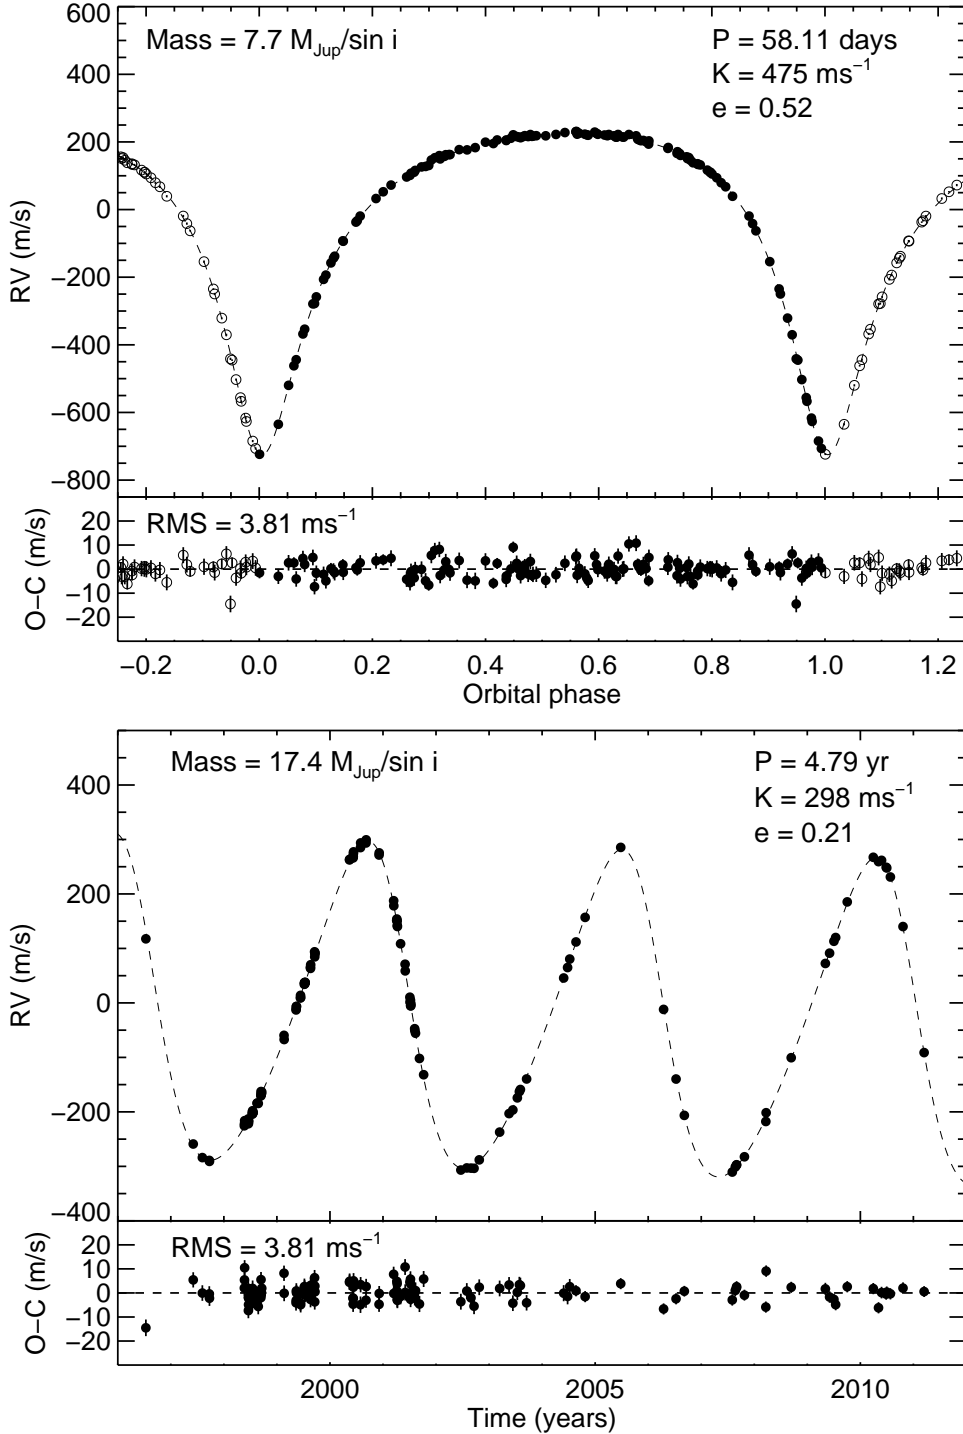 600
400
200
0
−200
−400
−600
−800
RV (m/s)
Mass = 7.7 M_Jup/sin i
P = 58.11 days
K = 475 ms⁻¹
e = 0.52
20
10
0
−10
−20
O−C (m/s)
RMS = 3.81 ms⁻¹
−0.2 0.0 0.2 0.4 0.6 0.8 1.0 1.2
Orbital phase
400
200
0
−200
−400
RV (m/s)
Mass = 17.4 M_Jup/sin i
P = 4.79 yr
K = 298 ms⁻¹
e = 0.21
20
10
0
−10
−20
O−C (m/s)
RMS = 3.81 ms⁻¹
2000 2005 2010
Time (years)